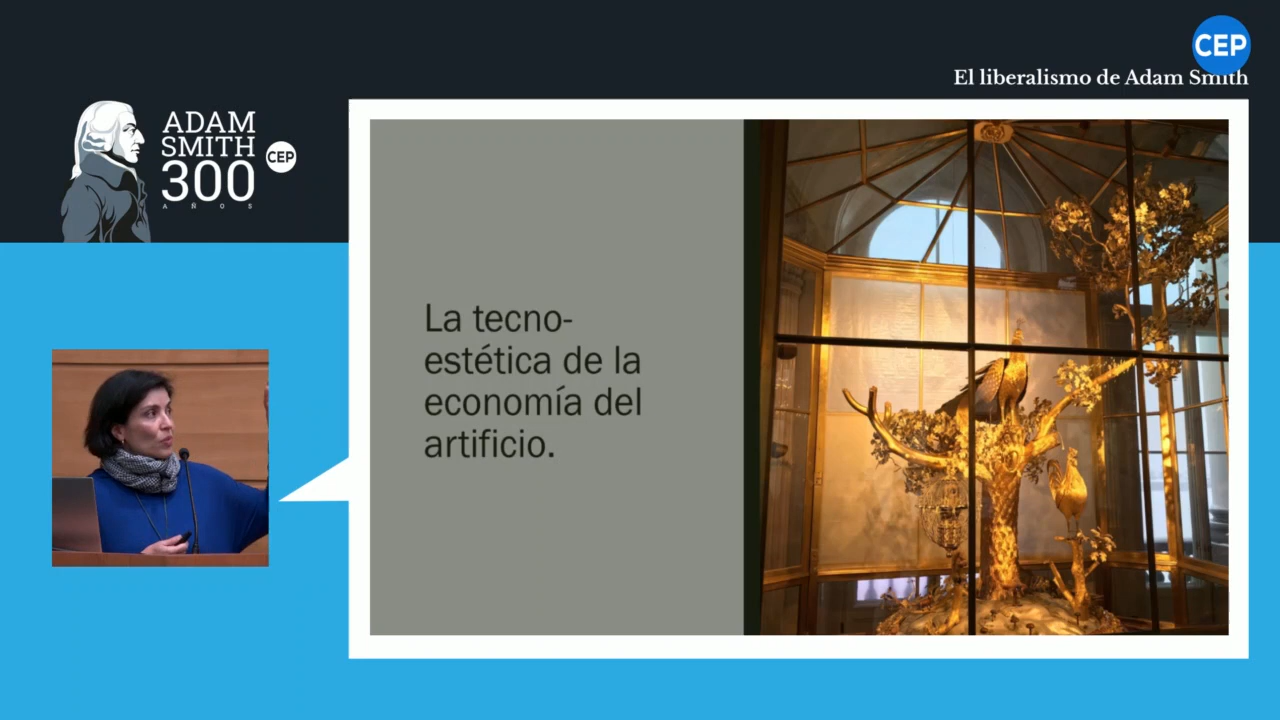 CEP
El liberalismo de Adam Smith
ADAM
SMITH
300
AÑOS
CEP
La tecno-
estética de la
economía del
artificio.